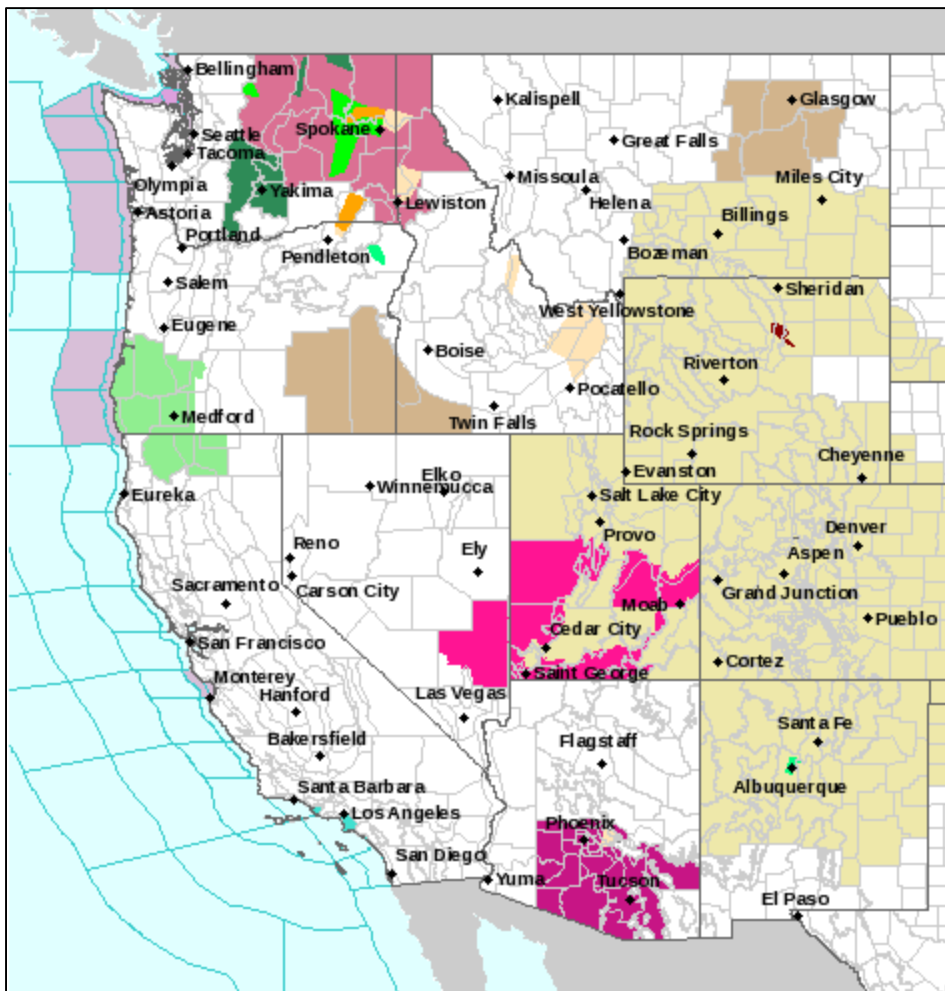 Bellingham
Kalispell
Glasgow
Seattle
Spokane
Great Falls
Tacoma
Olympia
Yakima
Missoula
Miles City
Lewiston
Helena
Astoria
Billings
Portland
Pendleton
Bozeman
Salem
Sheridan
West Yellowstone
Eugene
Boise
Riverton
Pocatello
Medford
Twin Falls
Rock Springs
Cheyenne
Elko
Evanston
Winnemucca
Eureka
Salt Lake City
Provo
Denver
Reno
Ely
Aspen
Sacramento
Carson City
Grand Junction
Moab
Pueblo
Cedar City
San Francisco
Cortez
Monterey
Saint George
Hanford
Las Vegas
Santa Fe
Bakersfield
Flagstaff
Albuquerque
Santa Barbara
Los Angeles
Phoenix
San Diego
Yuma
Tucson
El Paso